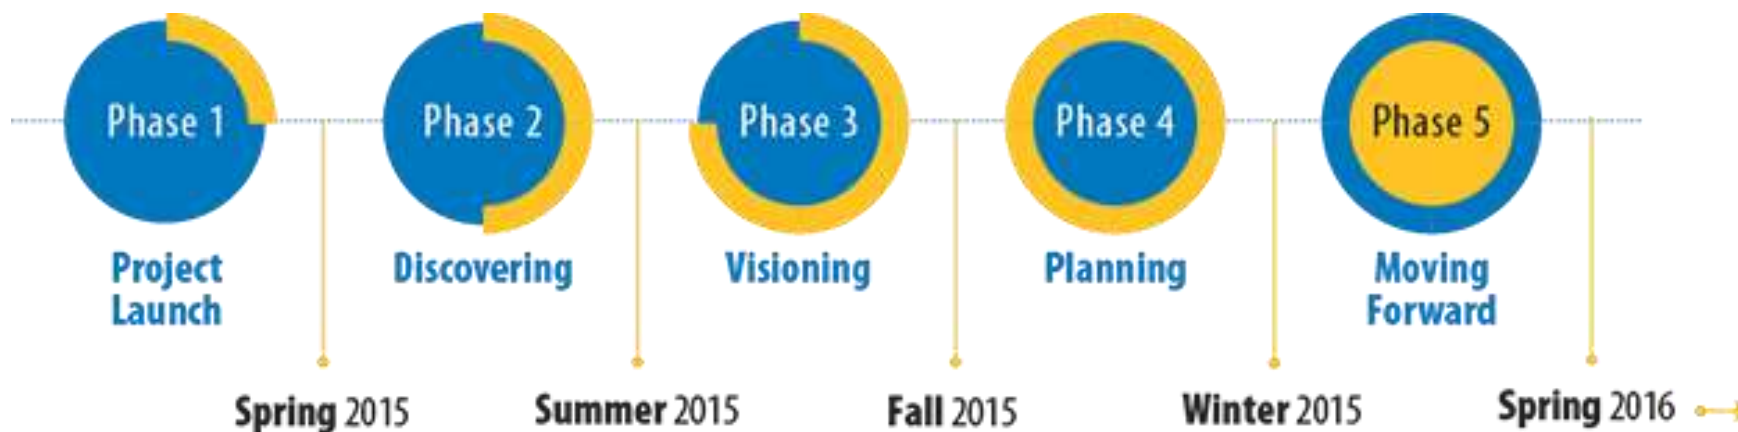 Phase 1
Phase 2
Phase 3
Phase 4
Phase 5
Project
Launch
Discovering
Visioning
Planning
Moving
Forward
Spring 2015
Summer 2015
Fall 2015
Winter 2015
Spring 2016